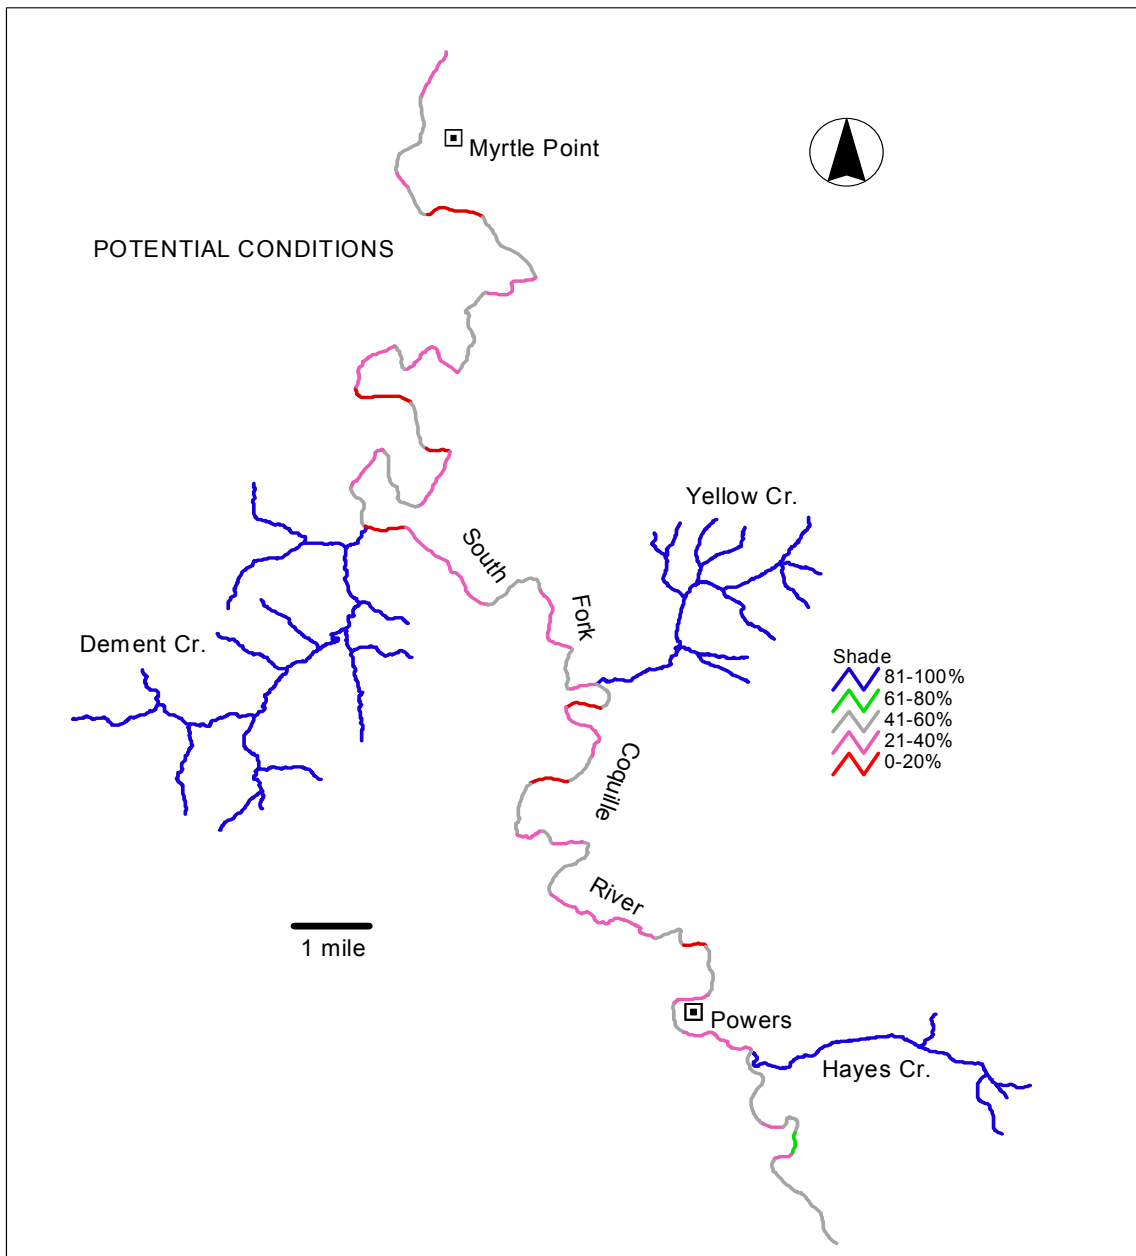 Myrtle Point
POTENTIAL CONDITIONS
Yellow Cr.
South
Fork
Dement Cr.
Shade
81-100%
61-80%
41-60%
21-40%
0-20%
Coquille
River
1 mile
Powers
Hayes Cr.